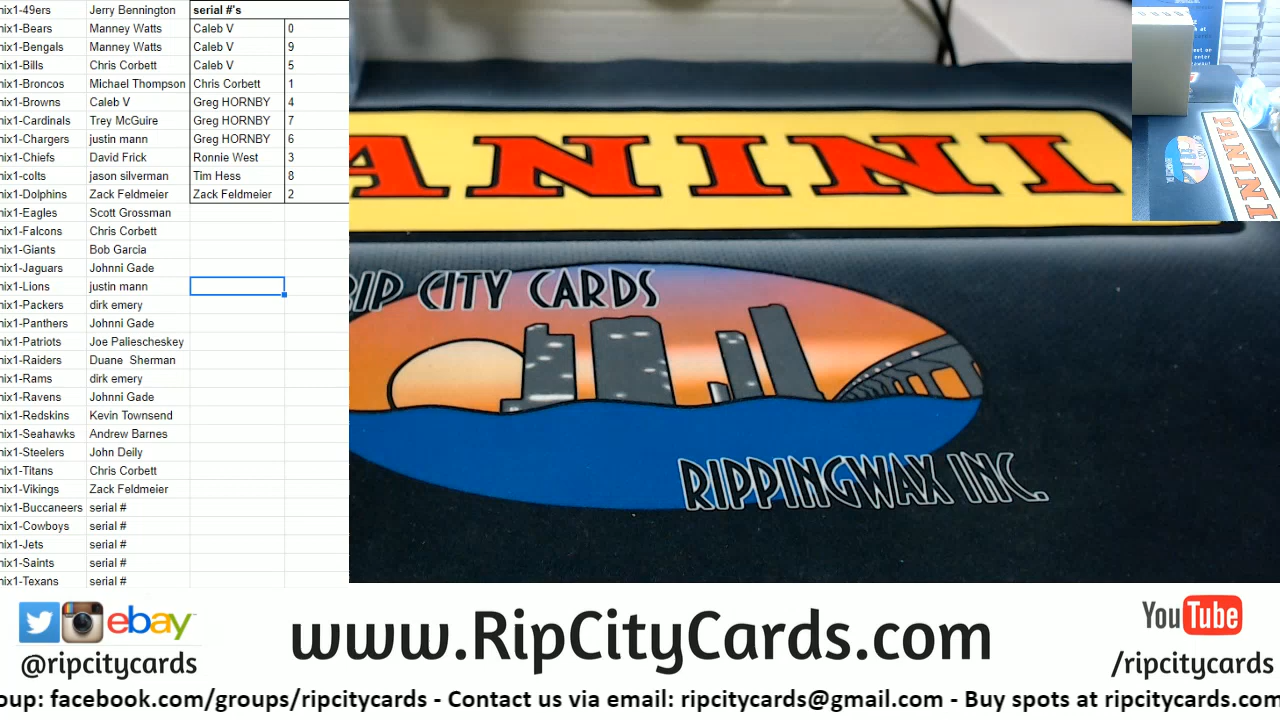 nix1-49ers Jerry Bennington serial #'s
nix1-Bears Manney Watts Caleb V 0
nix1-Bengals Manney Watts Caleb V 9
nix1-Bills Chris Corbett Caleb V 5
nix1-Broncos Michael Thompson Chris Corbett 1
nix1-Browns Caleb V Greg HORNBY 4
nix1-Cardinals Trey McGuire Greg HORNBY 7
nix1-Chargers justin mann Greg HORNBY 6
nix1-Chiefs David Frick Ronnie West 3
nix1-colts jason silverman Tim Hess 8
nix1-Dolphins Zack Feldmeier Zack Feldmeier 2
nix1-Eagles Scott Grossman
nix1-Falcons Chris Corbett
nix1-Giants Bob Garcia
nix1-Jaguars Johnni Gade
nix1-Lions justin mann
nix1-Packers dirk emery
nix1-Panthers Johnni Gade
nix1-Patriots Joe Paliescheskey
nix1-Raiders Duane Sherman
nix1-Rams dirk emery
nix1-Ravens Johnni Gade
nix1-Redskins Kevin Townsend
nix1-Seahawks Andrew Barnes
nix1-Steelers John Deily
nix1-Titans Chris Corbett
nix1-Vikings Zack Feldmeier
nix1-Buccaneers serial #
nix1-Cowboys serial #
nix1-Jets serial #
nix1-Saints serial #
nix1-Texans serial #
ANINI
RIP CITY CARDS
RIPPINGWAX INC.
PANINI
ebay
@ripcitycards
www.RipCityCards.com
YouTube
/ripcitycards
oup: facebook.com/groups/ripcitycards - Contact us via email: ripcitycards@gmail.com - Buy spots at ripcitycards.com